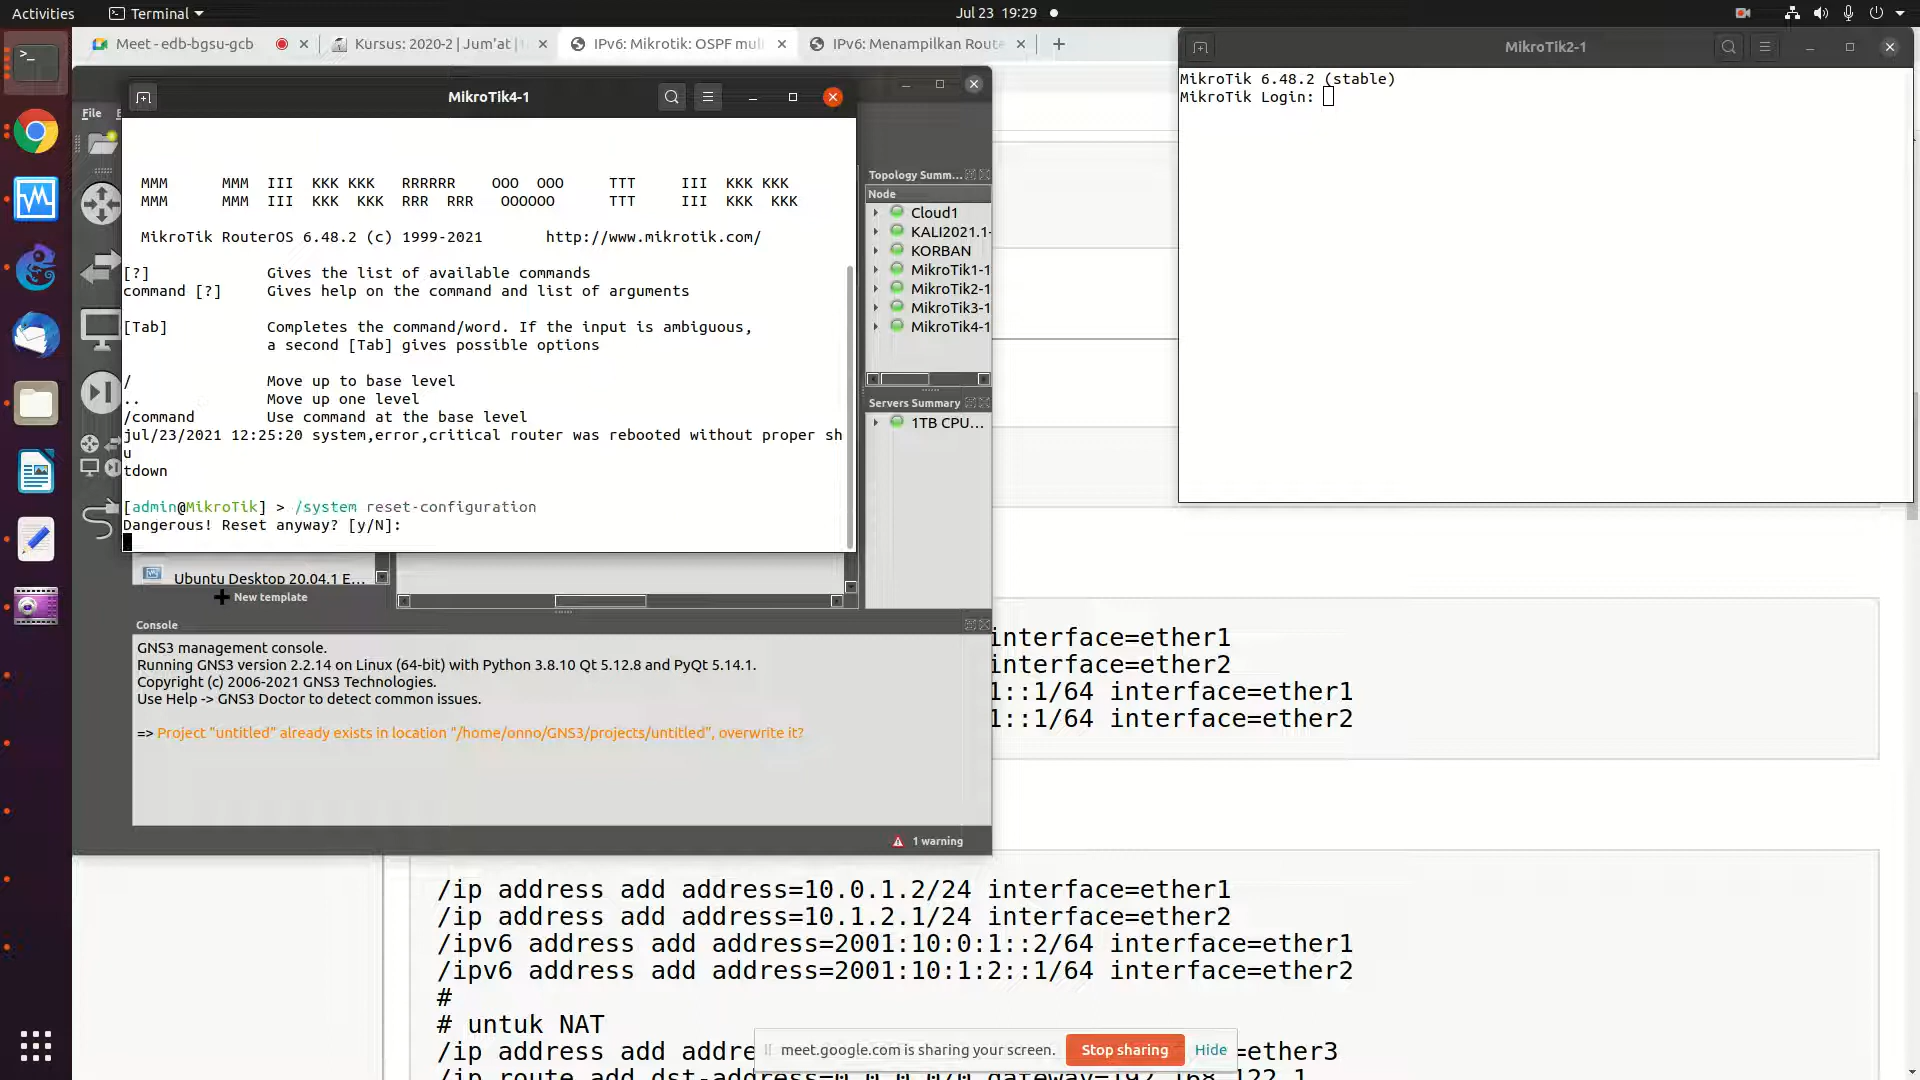 Activities
Terminal
Jul 23 19:29
Meet - edb-bgsu-gcb
Kursus: 2020-2 | Jum'at |
IPv6: Mikrotik: OSPF mul
IPv6: Menampilkan Route
MikroTik2-1
MikroTik 6.48.2 (stable)
MikroTik Login:
File
MikroTik4-1
MMM MMM III KKK KKK RRRRRR OOO OOO TTT III KKK KKK
MMM MMM III KKK KKK RRR RRR OOOOOO TTT III KKK KKK
MikroTik RouterOS 6.48.2 (c) 1999-2021 http://www.mikrotik.com/
[?] Gives the list of available commands
command [?] Gives help on the command and list of arguments
[Tab] Completes the command/word. If the input is ambiguous,
a second [Tab] gives possible options
/ Move up to base level
.. Move up one level
/command Use command at the base level
jul/23/2021 12:25:20 system,error,critical router was rebooted without proper sh
u
tdown
[admin@MikroTik] > /system reset-configuration
Dangerous! Reset anyway? [y/N]:
Topology Summ...
Node
Cloud1
KALI2021.1-
KORBAN
MikroTik1-1
MikroTik2-1
MikroTik3-1
MikroTik4-1
Servers Summary
1TB CPU...
Ubuntu Desktop 20.04.1 E...
New template
Console
GNS3 management console.
Running GNS3 version 2.2.14 on Linux (64-bit) with Python 3.8.10 Qt 5.12.8 and PyQt 5.14.1.
Copyright (c) 2006-2021 GNS3 Technologies.
Use Help -> GNS3 Doctor to detect common issues.
=> Project "untitled" already exists in location "/home/onno/GNS3/projects/untitled", overwrite it?
1 warning
interface=ether1
interface=ether2
1::1/64 interface=ether1
1::1/64 interface=ether2
/ip address add address=10.0.1.2/24 interface=ether1
/ip address add address=10.1.2.1/24 interface=ether2
/ipv6 address add address=2001:10:0:1::2/64 interface=ether1
/ipv6 address add address=2001:10:1:2::1/64 interface=ether2
#
# untuk NAT
/ip address add addre =ether3
/ip route add dst-address=0.0.0.0/0 gateway=192.168.122.1
meet.google.com is sharing your screen.
Stop sharing
Hide